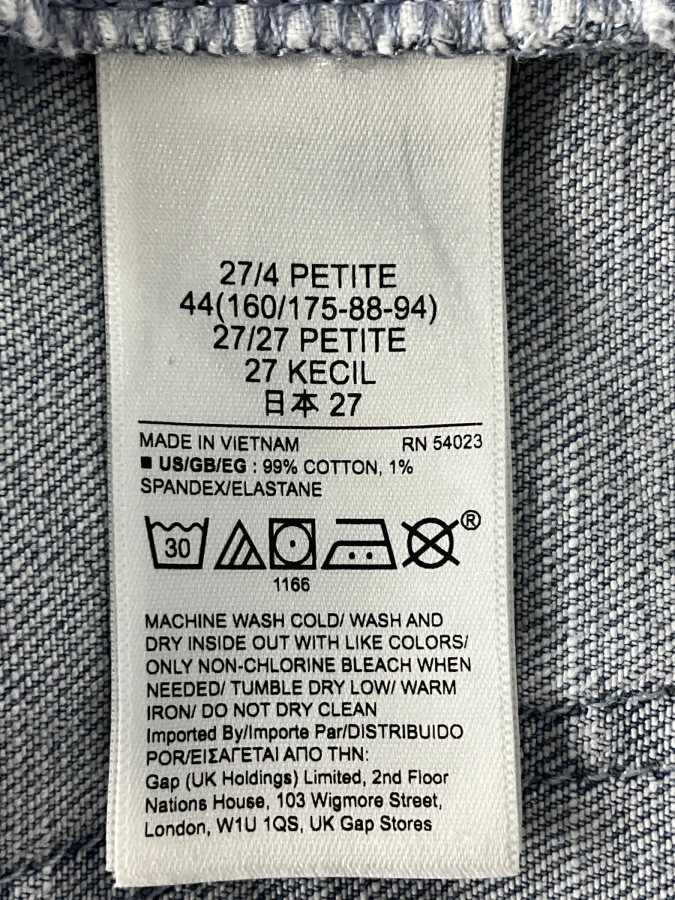 27/4 PETITE
44(160/175-88-94)
27/27 PETITE
27 KECIL
日本 27
MADE IN VIETNAM RN 54023
■ US/GB/EG : 99% COTTON, 1%
SPANDEX/ELASTANE
30 ®
1166
MACHINE WASH COLD/ WASH AND
DRY INSIDE OUT WITH LIKE COLORS/
ONLY NON-CHLORINE BLEACH WHEN
NEEDED/ TUMBLE DRY LOW/ WARM
IRON/ DO NOT DRY CLEAN
Imported By/Importe Par/DISTRIBUIDO
POR/ΕΙΣΑΓΕΤΑΙ ΑΠΟ ΤΗΝ:
Gap (UK Holdings) Limited, 2nd Floor
Nations House, 103 Wigmore Street,
London, W1U 1QS, UK Gap Stores